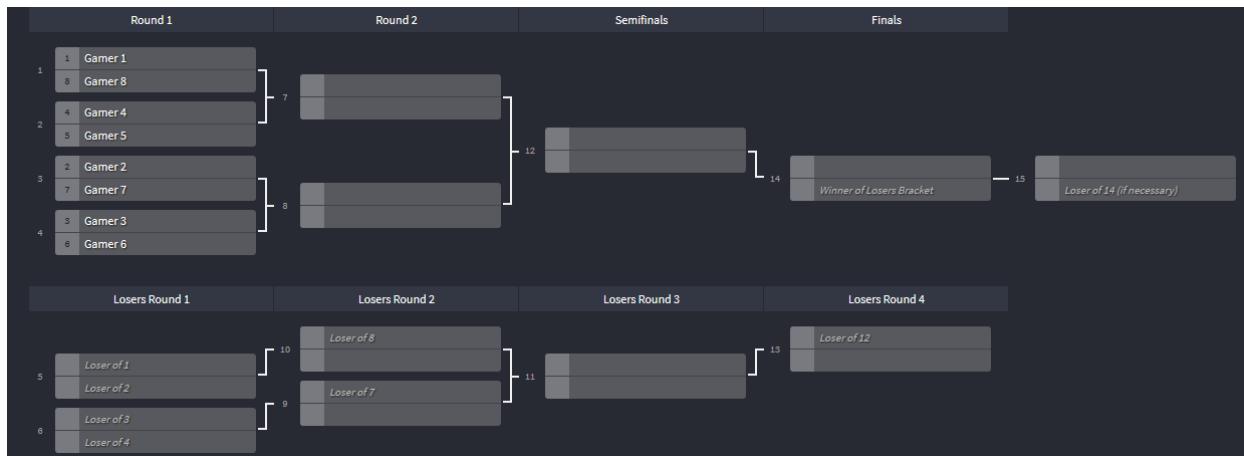 Round 1 Round 2 Semifinals Finals
1 1 Gamer 1
8 Gamer 8
2 4 Gamer 4
5 Gamer 5
3 2 Gamer 2
7 Gamer 7
4 3 Gamer 3
6 Gamer 6
7
8
12
14 Winner of Losers Bracket
15 Loser of 14 (if necessary)
Losers Round 1 Losers Round 2 Losers Round 3 Losers Round 4
5 Loser of 1
Loser of 2
6 Loser of 3
Loser of 4
10 Loser of 8
9 Loser of 7
11
13 Loser of 12